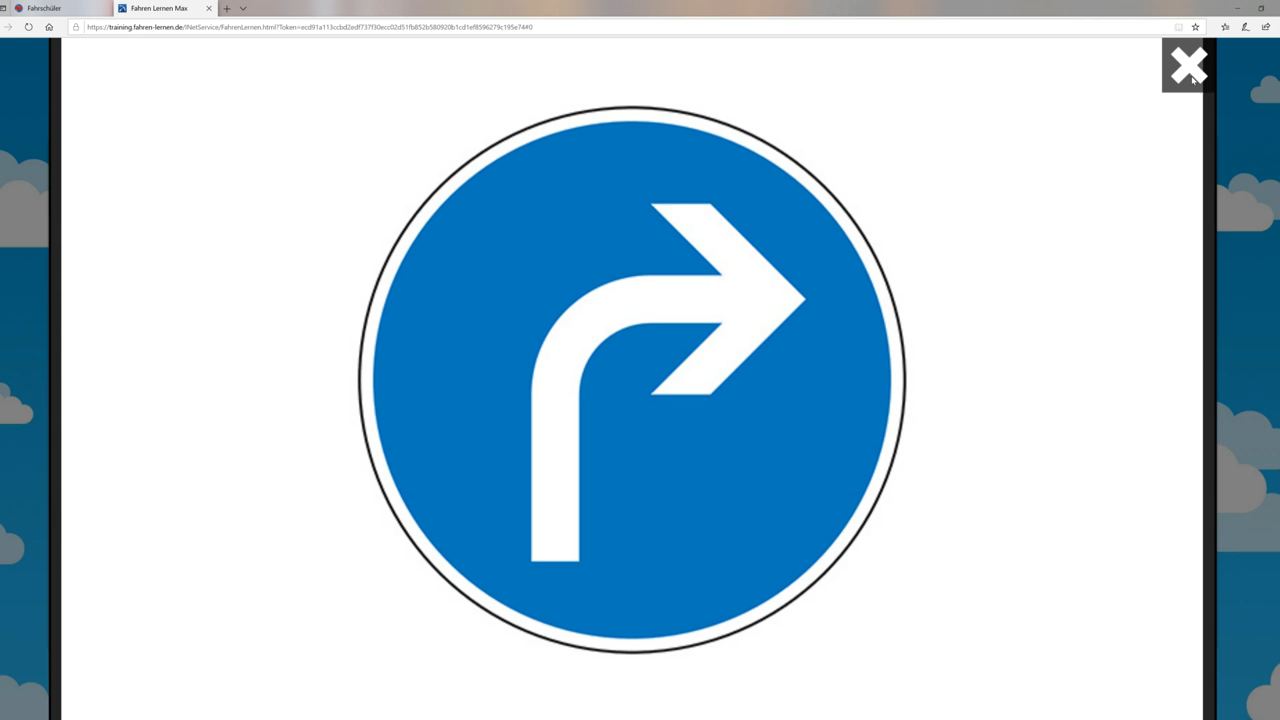 Fahrschüler
Fahren Lernen Max
https://training.fahren-lernen.de/INetService/FahrenLernen.html?Token=ecd91a113ccbd2edf737f30ecc02d51fb852b580920b1cd1ef8596279c195e74#0